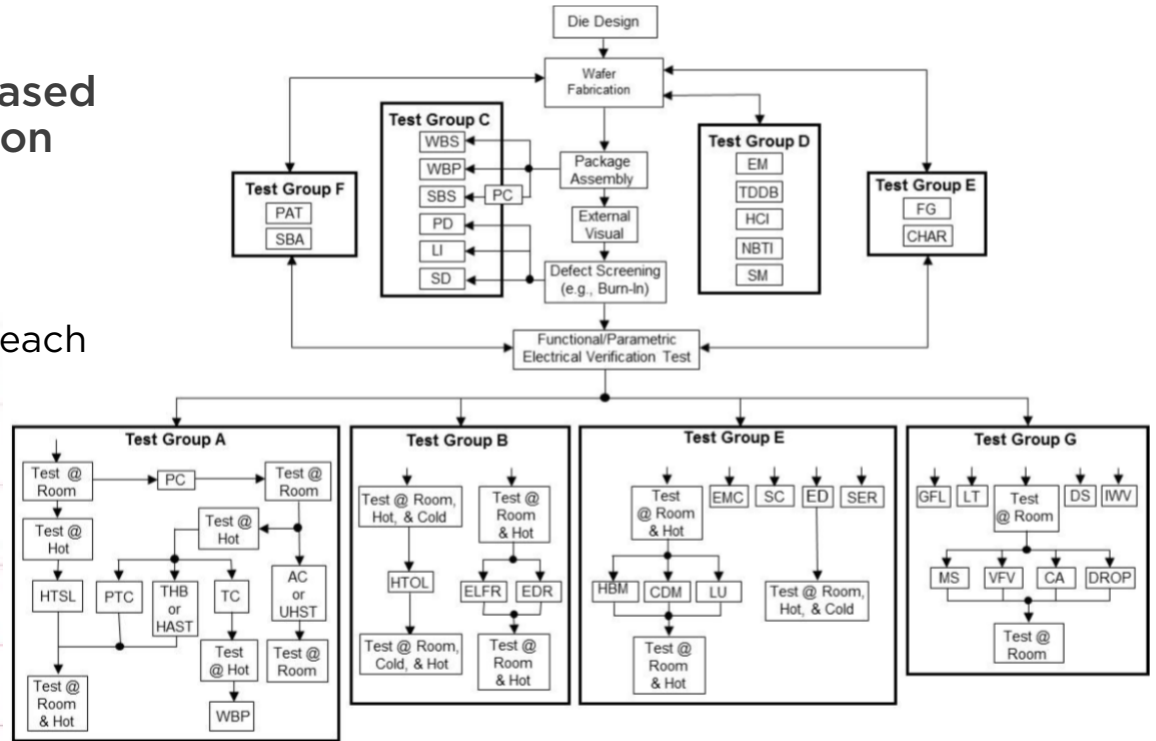 ased
on
each
Die Design
Wafer
Fabrication
Test Group C
WBS
WBP
SBS
PC
PD
LI
SD
Package
Assembly
External
Visual
Defect Screening
(e.g., Burn-In)
Test Group D
EM
TDDB
HCI
NBTI
SM
Test Group F
PAT
SBA
Test Group E
FG
CHAR
Functional/Parametric
Electrical Verification Test
Test Group A
Test @
Room
PC
Test @
Room
Test @
Hot
Test @
Hot
HTSL
PTC
THB
or
HAST
TC
AC
or
UHST
Test
@ Hot
Test @
Room
Test @
Room
& Hot
WBP
Test Group B
Test @ Room,
Hot, & Cold
Test @
Room
& Hot
HTOL
ELFR
EDR
Test @ Room,
Cold, & Hot
Test @
Room
& Hot
Test Group E
Test
@ Room
& Hot
EMC
SC
ED
SER
HBM
CDM
LU
Test @ Room,
Hot, & Cold
Test @
Room
& Hot
Test Group G
GFL
LT
Test
@ Room
DS
IWV
MS
VFV
CA
DROP
Test @
Room